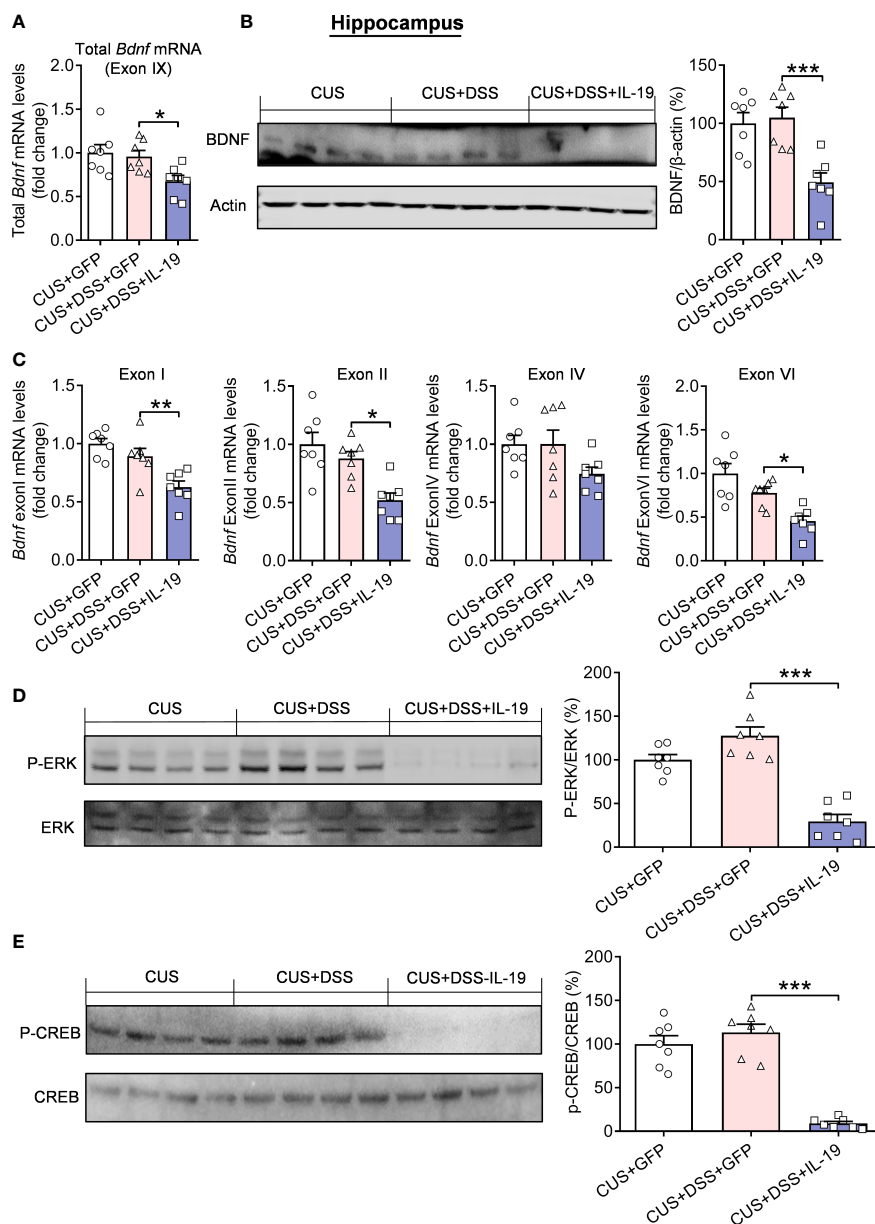 A
Total Bdnf mRNA
(Exon IX)
Total Bdnf mRNA levels
(fold change)
2.0
1.5
1.0
0.5
0.0
*
CUS+GFP
CUS+DSS+GFP
CUS+DSS+IL-19
B
Hippocampus
CUS
CUS+DSS
CUS+DSS+IL-19
BDNF
Actin
BDNF/β-actin (%)
150
100
50
0
***
CUS+GFP
CUS+DSS+GFP
CUS+DSS+IL-19
C
Exon I
Bdnf exonI mRNA levels
(fold change)
1.5
1.0
0.5
0.0
**
CUS+GFP
CUS+DSS+GFP
CUS+DSS+IL-19
Exon II
Bdnf ExonII mRNA levels
(fold change)
1.5
1.0
0.5
0.0
*
CUS+GFP
CUS+DSS+GFP
CUS+DSS+IL-19
Exon IV
Bdnf ExonIV mRNA levels
(fold change)
1.5
1.0
0.5
0.0
CUS+GFP
CUS+DSS+GFP
CUS+DSS+IL-19
Exon VI
Bdnf ExonVI mRNA levels
(fold change)
2.0
1.5
1.0
0.5
0.0
*
CUS+GFP
CUS+DSS+GFP
CUS+DSS+IL-19
D
CUS
CUS+DSS
CUS+DSS+IL-19
P-ERK
ERK
P-ERK/ERK (%)
200
150
100
50
0
***
CUS+GFP
CUS+DSS+GFP
CUS+DSS+IL-19
E
CUS
CUS+DSS
CUS+DSS-IL-19
P-CREB
CREB
p-CREB/CREB (%)
200
150
100
50
0
***
CUS+GFP
CUS+DSS+GFP
CUS+DSS+IL-19